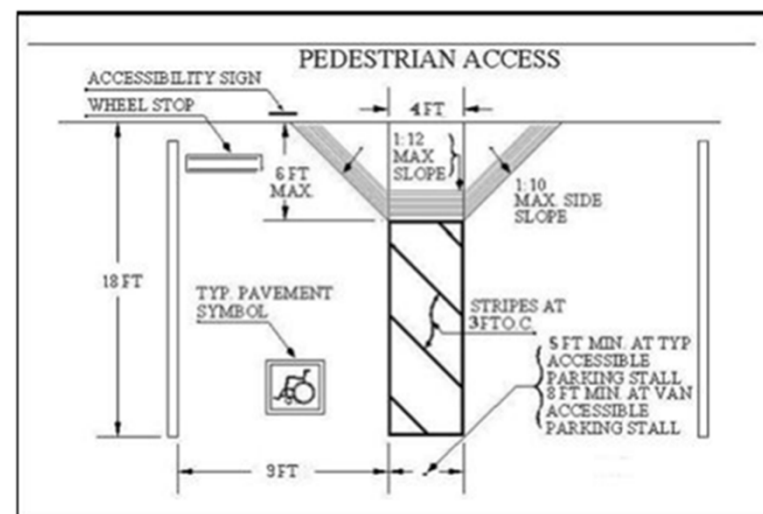 PEDESTRIAN ACCESS
ACCESSIBILITY SIGN
WHEEL STOP
4 FT
1:12
MAX
SLOPE
6 FT
MAX.
1:10
MAX. SIDE
SLOPE
18 FT
TYP. PAVEMENT
SYMBOL
STRIPES AT
3 FT O.C.
5 FT MIN. AT TYP
ACCESSIBLE
PARKING STALL
8 FT MIN. AT VAN
ACCESSIBLE
PARKING STALL
9 FT